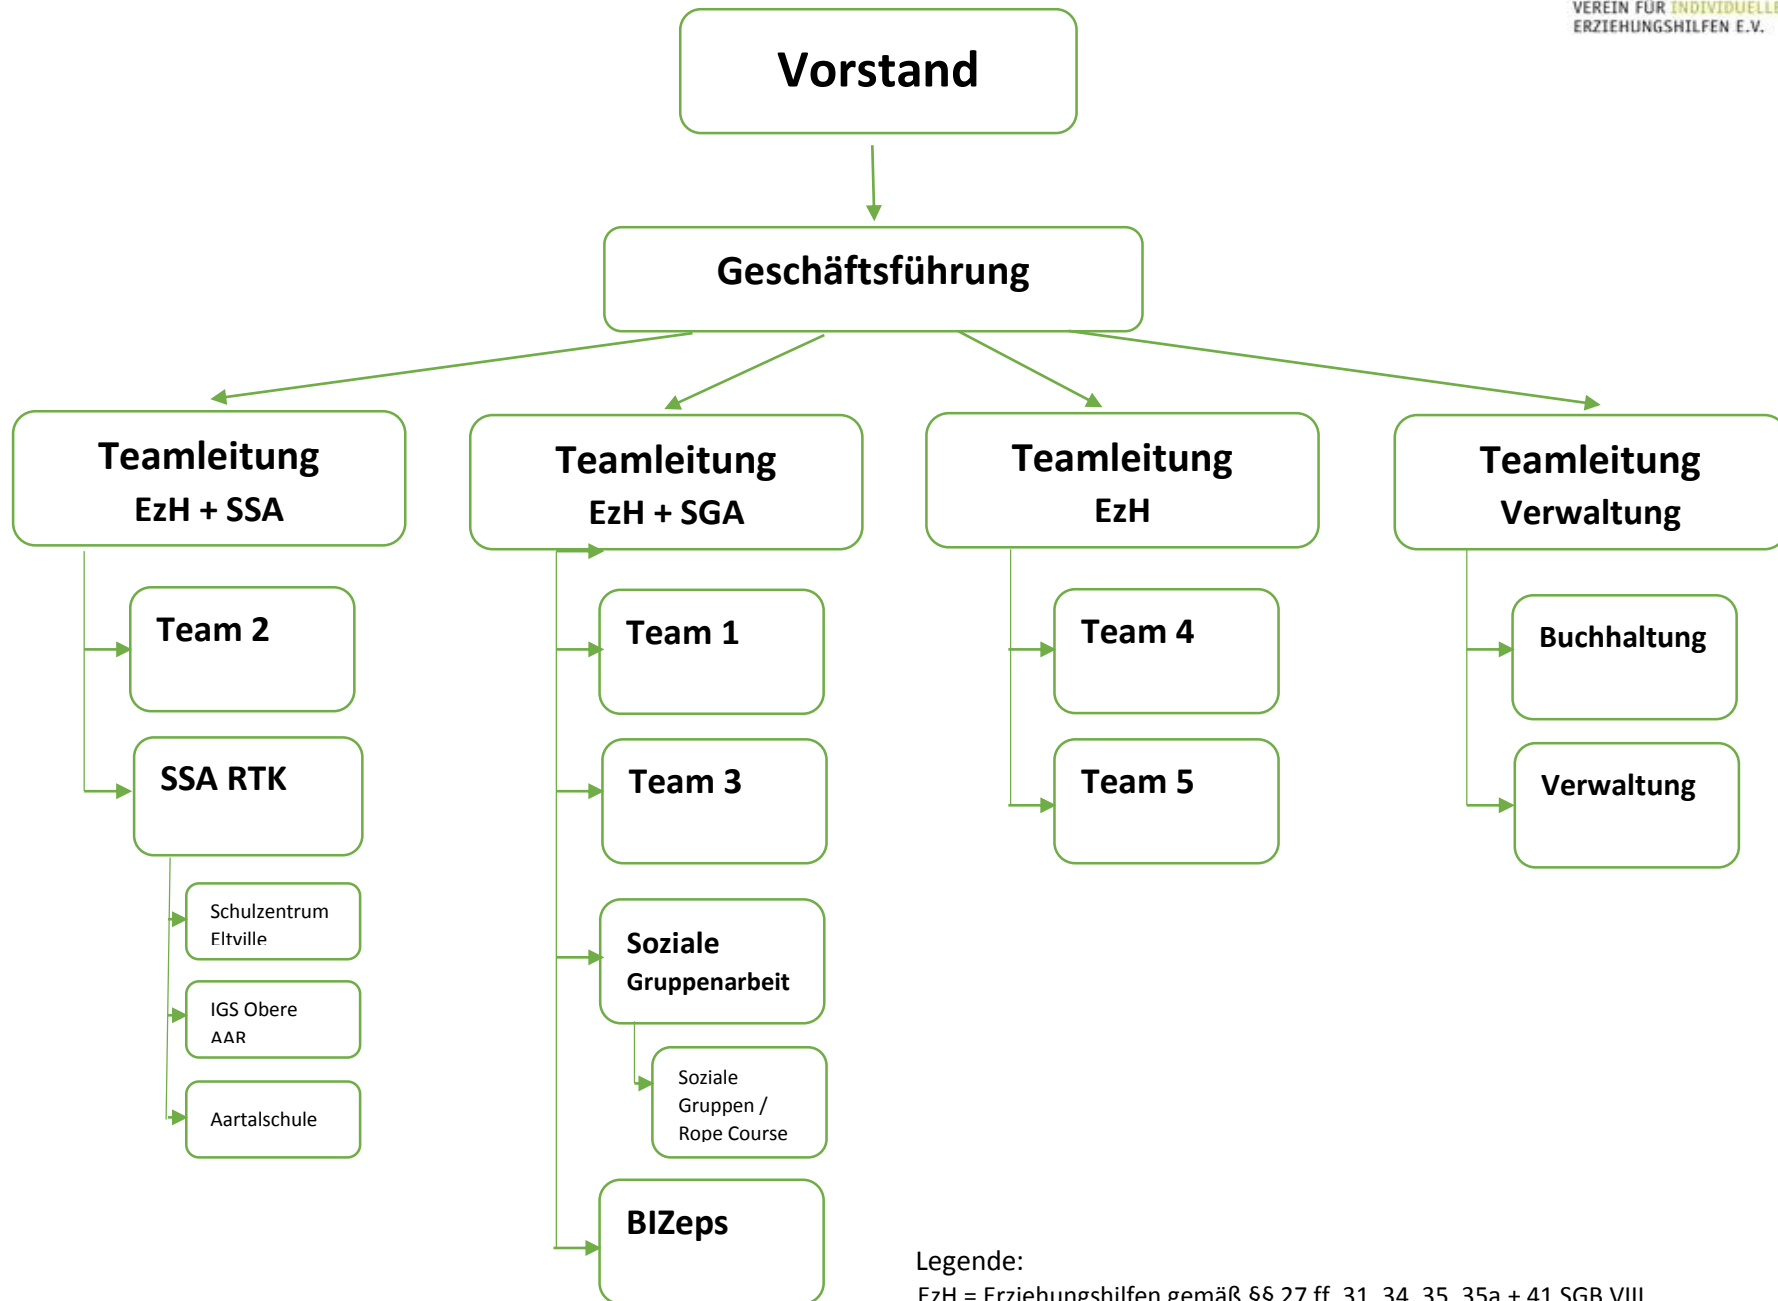 VEREIN FÜR INDIVIDUELLE
ERZIEHUNGSHILFEN E.V.
Vorstand
Geschäftsführung
Teamleitung
EzH + SSA
Teamleitung
EzH + SGA
Teamleitung
EzH
Teamleitung
Verwaltung
Team 2
SSA RTK
Schulzentrum
Eltville
IGS Obere
AAR
Aartalschule
Team 1
Team 3
Soziale
Gruppenarbeit
Soziale
Gruppen /
Rope Course
BIZeps
Team 4
Team 5
Buchhaltung
Verwaltung
Legende:
EzH = Erziehungshilfen gemäß §§ 27 ff, 31, 34, 35, 35a + 41 SGB VIII